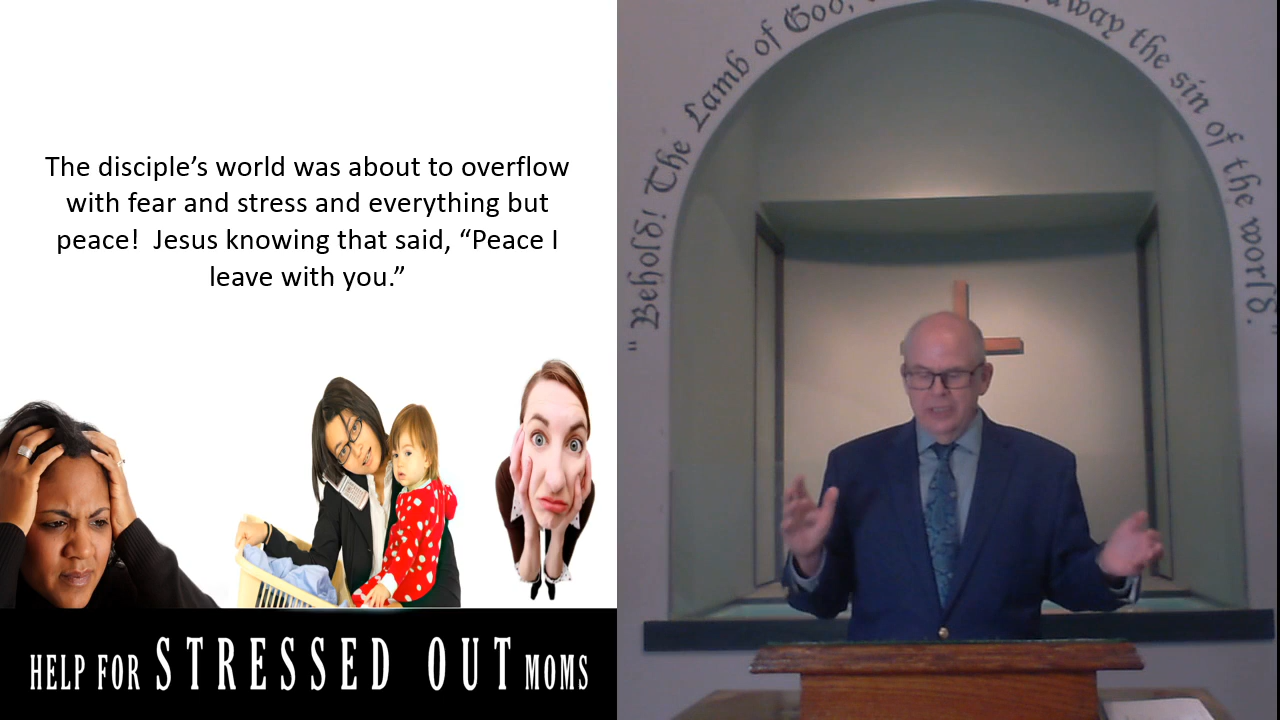 The disciple’s world was about to overflow
with fear and stress and everything but
peace!  Jesus knowing that said, “Peace I
leave with you.”
HELP FOR STRESSED OUT MOMS
"Behold! The Lamb of God, away the sin of the world."